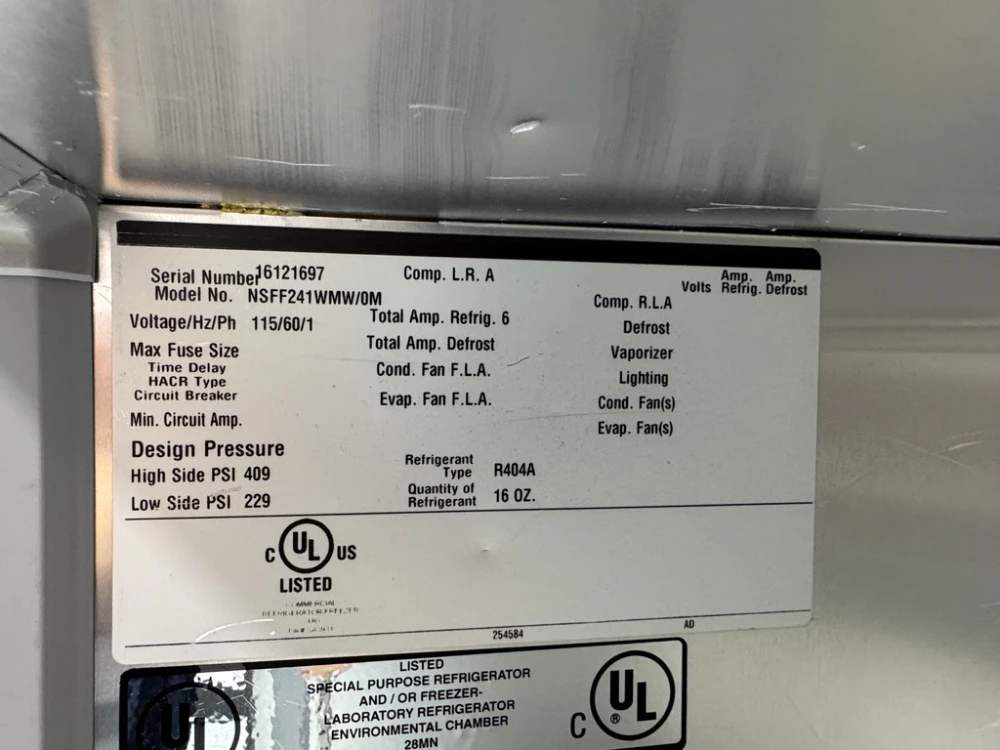 Serial Number 16121697
Model No. NSFF241WMW/0M
Voltage/Hz/Ph 115/60/1
Max Fuse Size
Time Delay
HACR Type
Circuit Breaker
Min. Circuit Amp.
Design Pressure
High Side PSI 409
Low Side PSI 229
Comp. L.R. A
Total Amp. Refrig. 6
Total Amp. Defrost
Cond. Fan F.L.A.
Evap. Fan F.L.A.
Refrigerant
Type R404A
Quantity of
Refrigerant 16 OZ.
Volts
Amp. Amp.
Refrig. Defrost
Comp. R.L.A
Defrost
Vaporizer
Lighting
Cond. Fan(s)
Evap. Fan(s)
C UL US
LISTED
COMMERCIAL
REFRIGERATOR/FREEZER
254584
AD
UL
LISTED
SPECIAL PURPOSE REFRIGERATOR
AND / OR FREEZER-
LABORATORY REFRIGERATOR
ENVIRONMENTAL CHAMBER
28MN
C UL ®